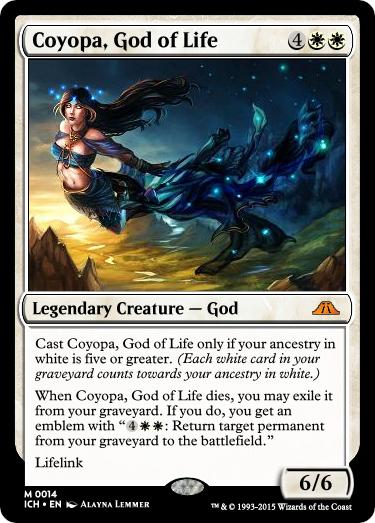 Coyopa, God of Life 4
Legendary Creature — God
Cast Coyopa, God of Life only if your ancestry in
white is five or greater. (Each white card in your
graveyard counts towards your ancestry in white.)
When Coyopa, God of Life dies, you may exile it
from your graveyard. If you do, you get an
emblem with “4: Return target permanent
from your graveyard to the battlefield.”
Lifelink
6/6
M 0014
ICH • EN Alayna Lemmer
™ & © 1993-2015 Wizards of the Coast